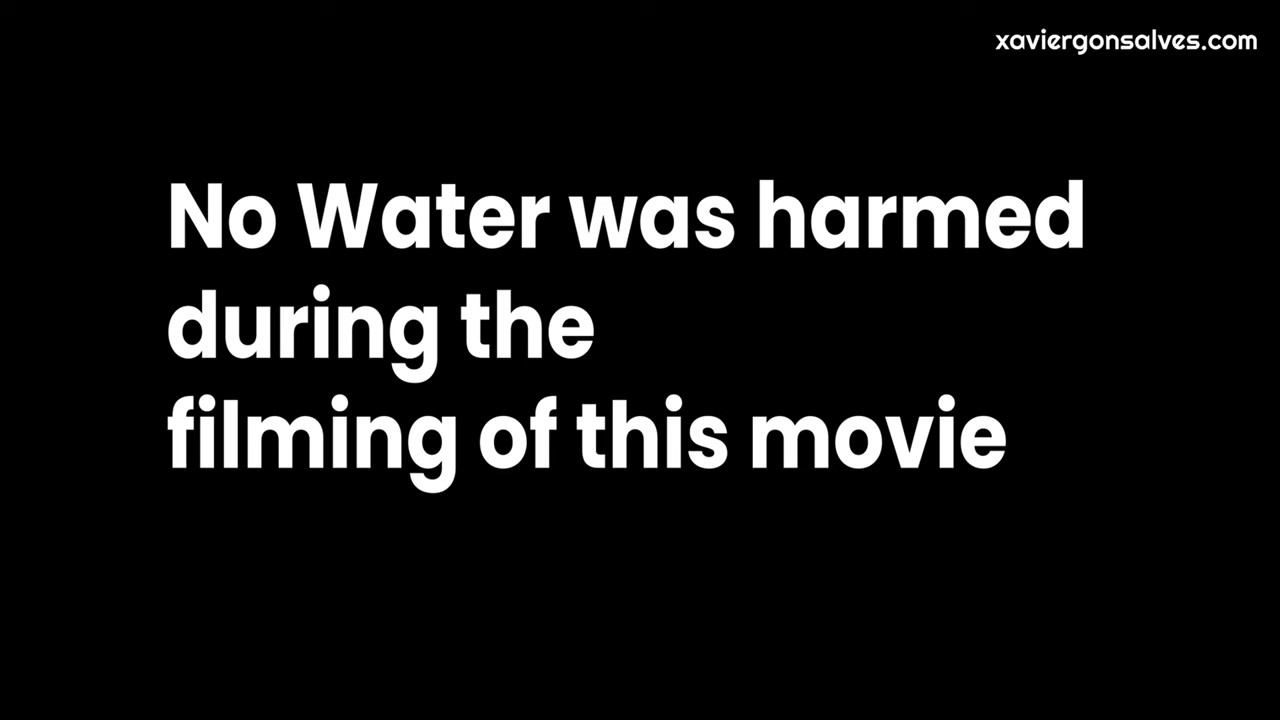 xaviergonsalves.com
No Water was harmed
during the
filming of this movie